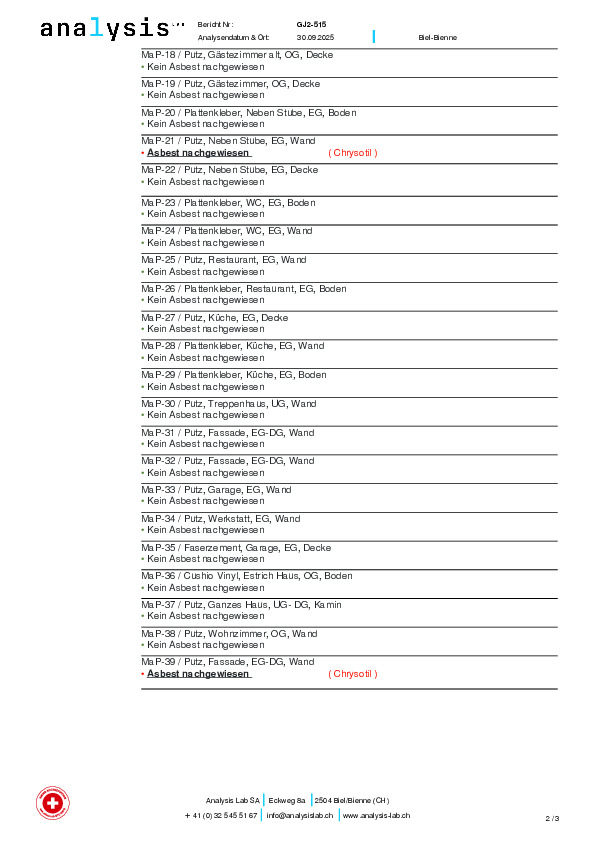 analysis
Bericht Nr: GJ2-515
Analysendatum & Ort: 30.09.2025 Biel-Bienne
MaP-18 / Putz, Gästezimmer alt, OG, Decke
• Kein Asbest nachgewiesen
MaP-19 / Putz, Gästezimmer, OG, Decke
• Kein Asbest nachgewiesen
MaP-20 / Plattenkleber, Neben Stube, EG, Boden
• Kein Asbest nachgewiesen
MaP-21 / Putz, Neben Stube, EG, Wand
• Asbest nachgewiesen ( Chrysotil )
MaP-22 / Putz, Neben Stube, EG, Decke
• Kein Asbest nachgewiesen
MaP-23 / Plattenkleber, WC, EG, Boden
• Kein Asbest nachgewiesen
MaP-24 / Plattenkleber, WC, EG, Wand
• Kein Asbest nachgewiesen
MaP-25 / Putz, Restaurant, EG, Wand
• Kein Asbest nachgewiesen
MaP-26 / Plattenkleber, Restaurant, EG, Boden
• Kein Asbest nachgewiesen
MaP-27 / Putz, Küche, EG, Decke
• Kein Asbest nachgewiesen
MaP-28 / Plattenkleber, Küche, EG, Wand
• Kein Asbest nachgewiesen
MaP-29 / Plattenkleber, Küche, EG, Boden
• Kein Asbest nachgewiesen
MaP-30 / Putz, Treppenhaus, UG, Wand
• Kein Asbest nachgewiesen
MaP-31 / Putz, Fassade, EG-DG, Wand
• Kein Asbest nachgewiesen
MaP-32 / Putz, Fassade, EG-DG, Wand
• Kein Asbest nachgewiesen
MaP-33 / Putz, Garage, EG, Wand
• Kein Asbest nachgewiesen
MaP-34 / Putz, Werkstatt, EG, Wand
• Kein Asbest nachgewiesen
MaP-35 / Faserzement, Garage, EG, Decke
• Kein Asbest nachgewiesen
MaP-36 / Cushio Vinyl, Estrich Haus, OG, Boden
• Kein Asbest nachgewiesen
MaP-37 / Putz, Ganzes Haus, UG- DG, Kamin
• Kein Asbest nachgewiesen
MaP-38 / Putz, Wohnzimmer, OG, Wand
• Kein Asbest nachgewiesen
MaP-39 / Putz, Fassade, EG-DG, Wand
• Asbest nachgewiesen ( Chrysotil )
Analysis Lab SA | Eckweg 8a | 2504 Biel/Bienne (CH)
+ 41 (0) 32 545 51 67 | info@analysislab.ch | www.analysis-lab.ch
2 / 3